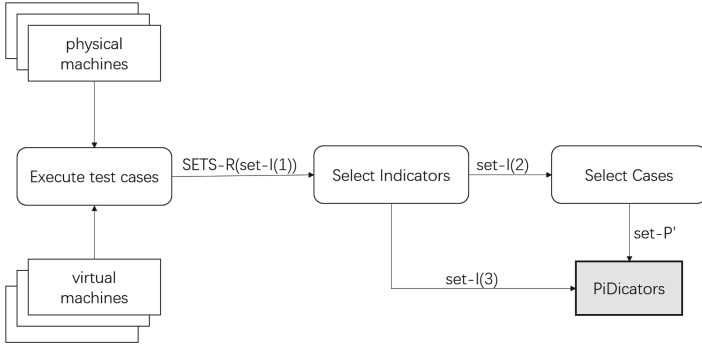 physical
machines
Execute test cases
SETS-R(set-I(1))
Select Indicators
set-I(2)
Select Cases
set-P'
virtual
machines
set-I(3)
PiDicators